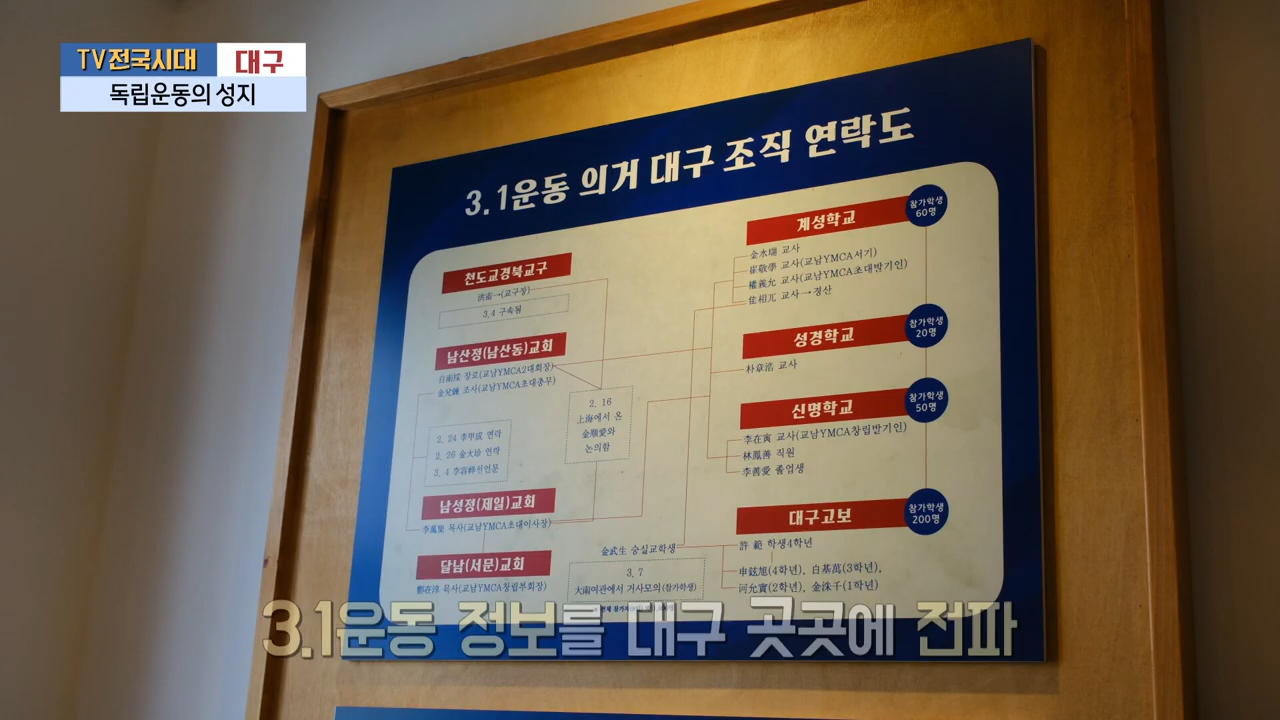 TV전국시대 대구
독립운동의 성지
3.1운동 의거 대구 조직 연락도
천도교경북교구
洪宙一(교구장)
3.4 구속됨
남산정(남산동)교회
白南採 장로(교남YMCA2대회장)
金兌鍊 조사(교남YMCA초대총무)
2. 24 李甲成 연락
2. 26 金大珍 연락
3. 4 李容祥선언문
2. 16
上海에서 온
金順愛와
논의함
남성정(제일)교회
李萬集 목사(교남YMCA초대이사장)
달남(서문)교회
鄭在淳 목사(교남YMCA창립부회장)
계성학교
참가학생
60명
교사
崔敬學 교사(교남YMCA서기)
權義允 교사(교남YMCA초대발기인)
崔相元 교사→경산
성경학교
참가학생
20명
朴章浩 교사
신명학교
참가학생
50명
李在寅 교사(교남YMCA창립발기인)
林鳳善 직원
李善愛 졸업생
대구고보
참가학생
200명
許 範 학생4학년
申鉉旭(4학년), 白基萬(3학년),
河允實(2학년), 金洙千(1학년)
金武生 숭실교학생
3. 7
大南여관에서 거사모의(참가학생)
3.1운동 정보를 대구 곳곳에 전파